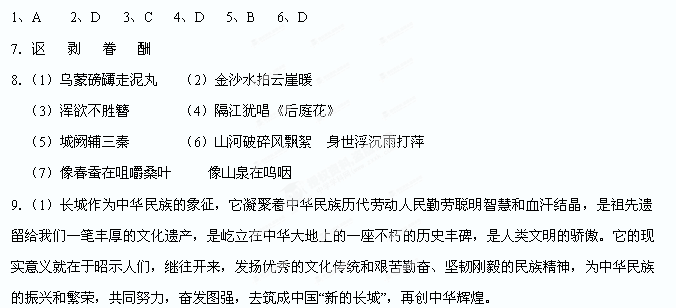 1、A 2、D 3、C 4、D 5、B 6、D
7．讴 剥 眷 酬
8．（1）乌蒙磅礴走泥丸 （2）金沙水拍云崖暖
（3）浑欲不胜簪 （4）隔江犹唱《后庭花》
（5）城阙辅三秦 （6）山河破碎风飘絮 身世浮沉雨打萍
（7）像春蚕在咀嚼桑叶 像山泉在呜咽
9．（1）长城作为中华民族的象征，它凝聚着中华民族历代劳动人民勤劳聪明智慧和血汗结晶，是祖先遗
留给我们一笔丰厚的文化遗产，是屹立在中华大地上的一座不朽的历史丰碑，是人类文明的骄傲。它的现
实意义就在于昭示人们，继往开来，发扬优秀的文化传统和艰苦勤奋、坚韧刚毅的民族精神，为中华民族
的振兴和繁荣，共同努力，奋发图强，去筑成中国“新的长城”，再创中华辉煌。